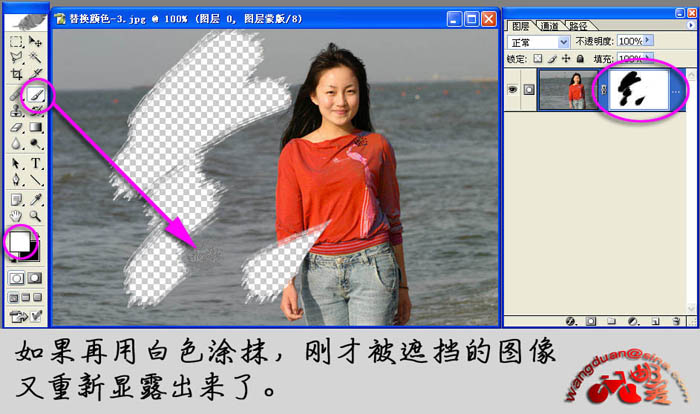 替换颜色-3.jpg @ 100% (图层 0, 图层蒙版/8)
图层 通道 路径
正常 不透明度: 100%
锁定: 填充: 100%
T
如果再用白色涂抹，刚才被遮挡的图像
又重新显露出来了。
wangduan@sina.com